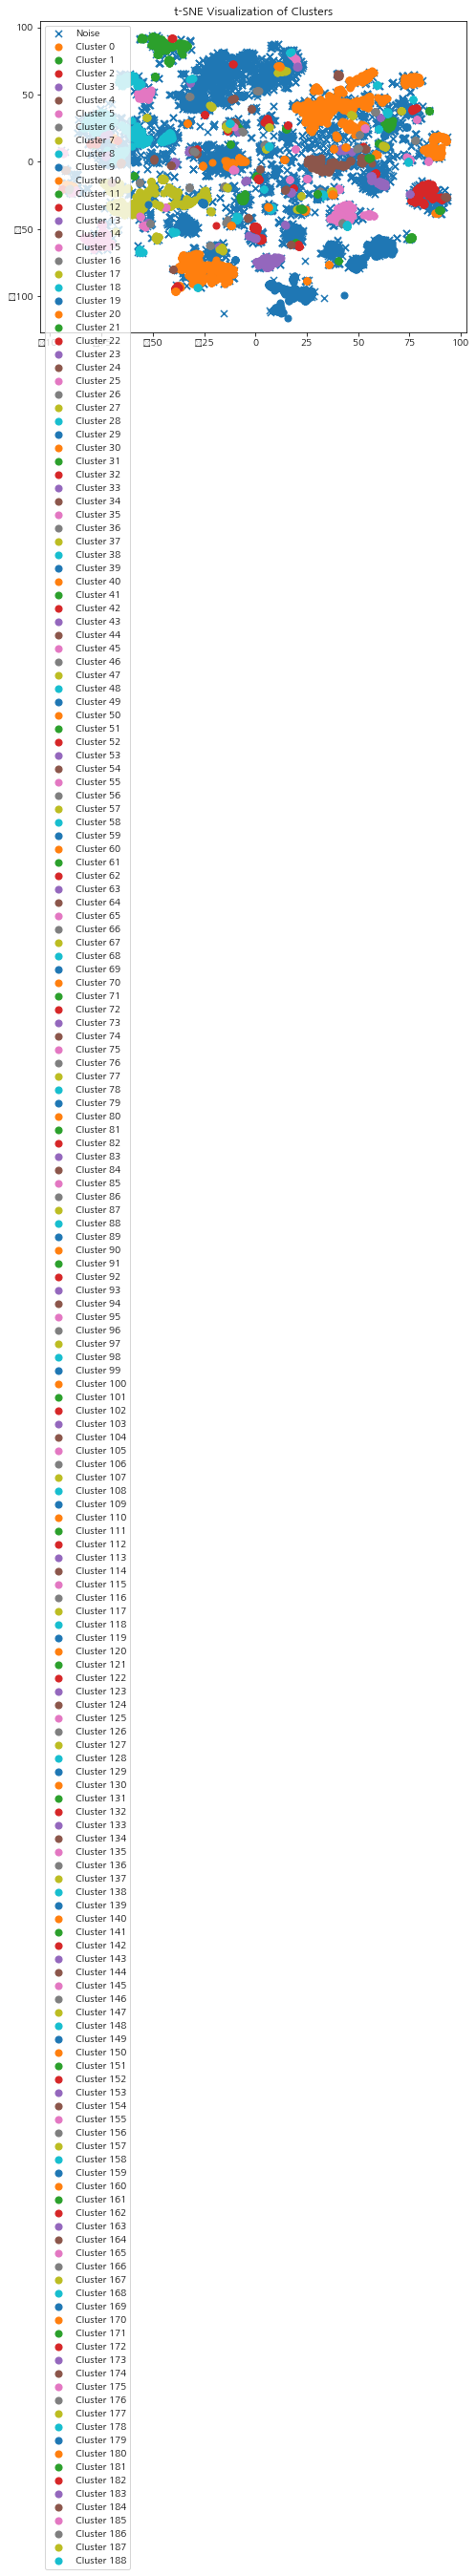 t-SNE Visualization of Clusters
100
50
0
□50
□100
□50 □25 0 25 50 75 100
Noise
Cluster 0
Cluster 1
Cluster 2
Cluster 3
Cluster 4
Cluster 5
Cluster 6
Cluster 7
Cluster 8
Cluster 9
Cluster 10
Cluster 11
Cluster 12
Cluster 13
Cluster 14
Cluster 15
Cluster 16
Cluster 17
Cluster 18
Cluster 19
Cluster 20
Cluster 21
Cluster 22
Cluster 23
Cluster 24
Cluster 25
Cluster 26
Cluster 27
Cluster 28
Cluster 29
Cluster 30
Cluster 31
Cluster 32
Cluster 33
Cluster 34
Cluster 35
Cluster 36
Cluster 37
Cluster 38
Cluster 39
Cluster 40
Cluster 41
Cluster 42
Cluster 43
Cluster 44
Cluster 45
Cluster 46
Cluster 47
Cluster 48
Cluster 49
Cluster 50
Cluster 51
Cluster 52
Cluster 53
Cluster 54
Cluster 55
Cluster 56
Cluster 57
Cluster 58
Cluster 59
Cluster 60
Cluster 61
Cluster 62
Cluster 63
Cluster 64
Cluster 65
Cluster 66
Cluster 67
Cluster 68
Cluster 69
Cluster 70
Cluster 71
Cluster 72
Cluster 73
Cluster 74
Cluster 75
Cluster 76
Cluster 77
Cluster 78
Cluster 79
Cluster 80
Cluster 81
Cluster 82
Cluster 83
Cluster 84
Cluster 85
Cluster 86
Cluster 87
Cluster 88
Cluster 89
Cluster 90
Cluster 91
Cluster 92
Cluster 93
Cluster 94
Cluster 95
Cluster 96
Cluster 97
Cluster 98
Cluster 99
Cluster 100
Cluster 101
Cluster 102
Cluster 103
Cluster 104
Cluster 105
Cluster 106
Cluster 107
Cluster 108
Cluster 109
Cluster 110
Cluster 111
Cluster 112
Cluster 113
Cluster 114
Cluster 115
Cluster 116
Cluster 117
Cluster 118
Cluster 119
Cluster 120
Cluster 121
Cluster 122
Cluster 123
Cluster 124
Cluster 125
Cluster 126
Cluster 127
Cluster 128
Cluster 129
Cluster 130
Cluster 131
Cluster 132
Cluster 133
Cluster 134
Cluster 135
Cluster 136
Cluster 137
Cluster 138
Cluster 139
Cluster 140
Cluster 141
Cluster 142
Cluster 143
Cluster 144
Cluster 145
Cluster 146
Cluster 147
Cluster 148
Cluster 149
Cluster 150
Cluster 151
Cluster 152
Cluster 153
Cluster 154
Cluster 155
Cluster 156
Cluster 157
Cluster 158
Cluster 159
Cluster 160
Cluster 161
Cluster 162
Cluster 163
Cluster 164
Cluster 165
Cluster 166
Cluster 167
Cluster 168
Cluster 169
Cluster 170
Cluster 171
Cluster 172
Cluster 173
Cluster 174
Cluster 175
Cluster 176
Cluster 177
Cluster 178
Cluster 179
Cluster 180
Cluster 181
Cluster 182
Cluster 183
Cluster 184
Cluster 185
Cluster 186
Cluster 187
Cluster 188